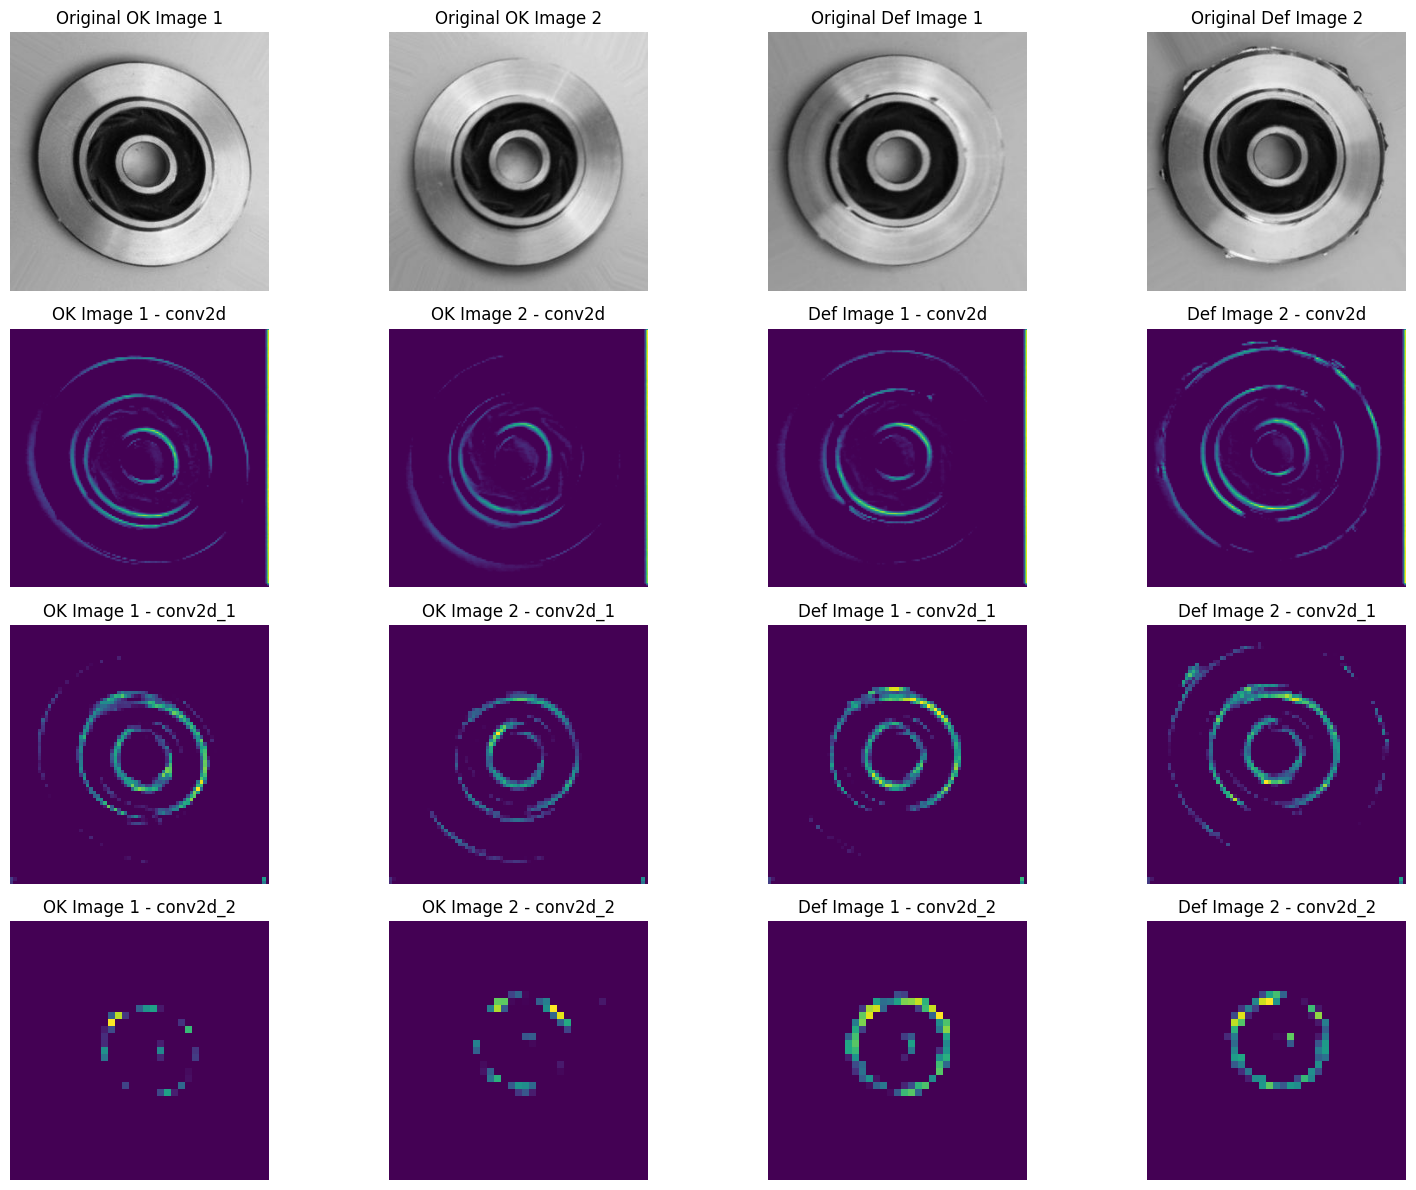 Original OK Image 1
Original OK Image 2
Original Def Image 1
Original Def Image 2
OK Image 1 - conv2d
OK Image 2 - conv2d
Def Image 1 - conv2d
Def Image 2 - conv2d
OK Image 1 - conv2d_1
OK Image 2 - conv2d_1
Def Image 1 - conv2d_1
Def Image 2 - conv2d_1
OK Image 1 - conv2d_2
OK Image 2 - conv2d_2
Def Image 1 - conv2d_2
Def Image 2 - conv2d_2